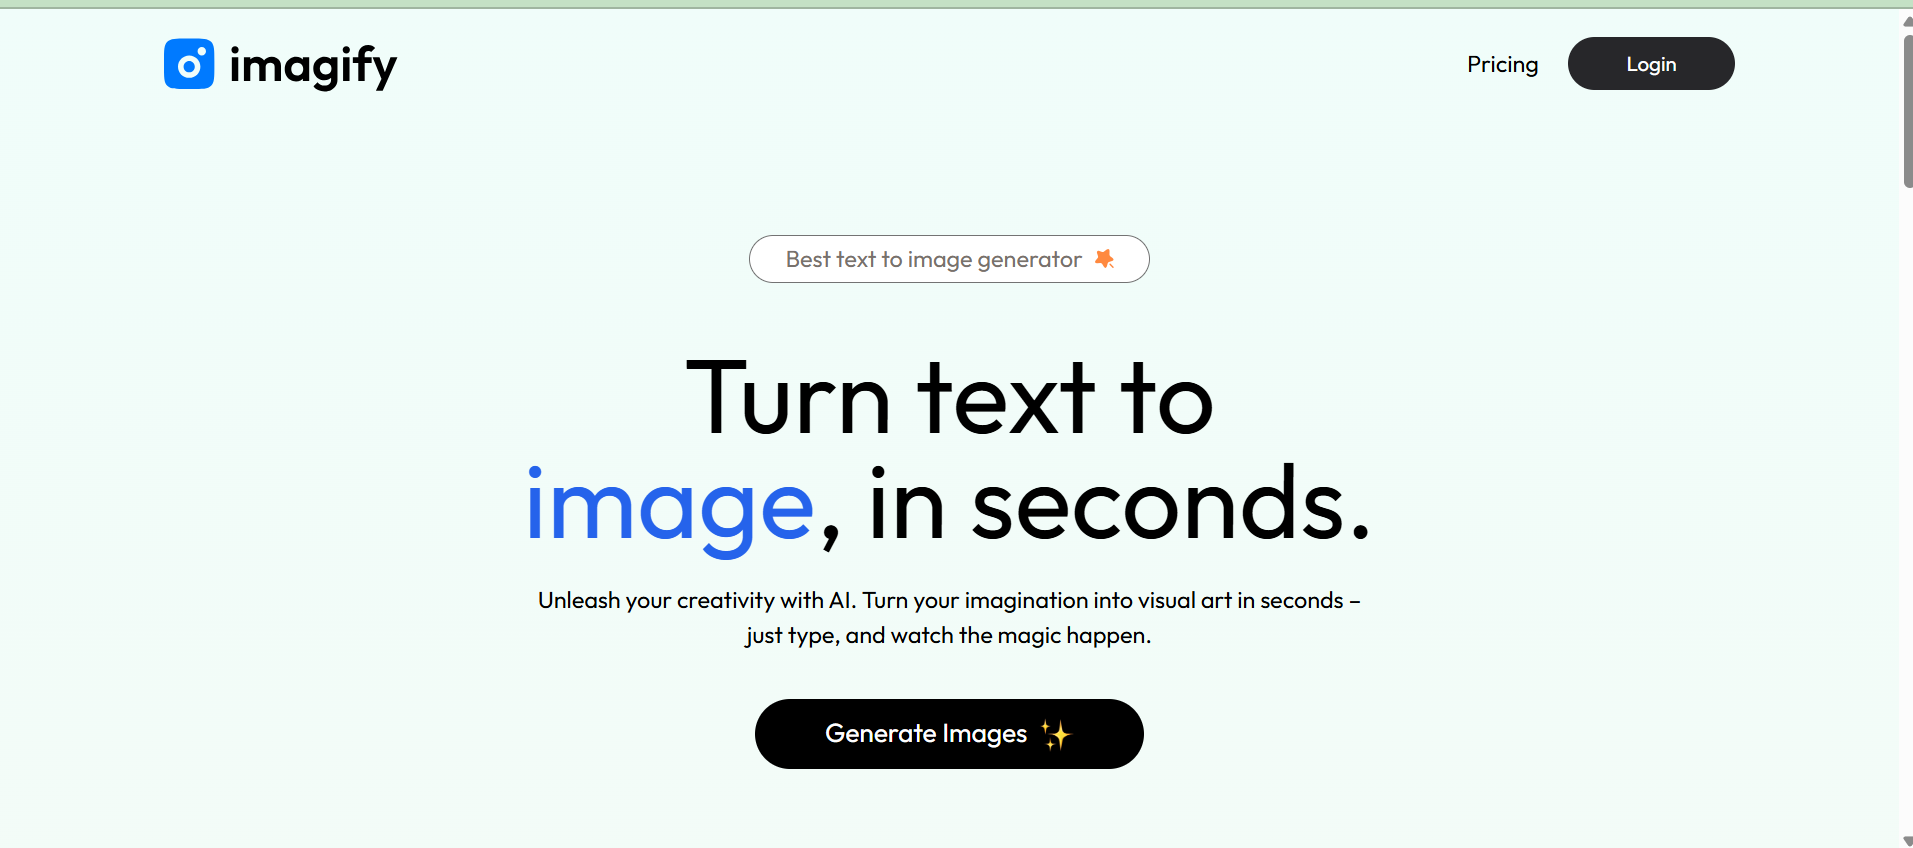 imagify
Pricing
Login
Best text to image generator
Turn text to
image, in seconds.
Unleash your creativity with AI. Turn your imagination into visual art in seconds –
just type, and watch the magic happen.
Generate Images ✨